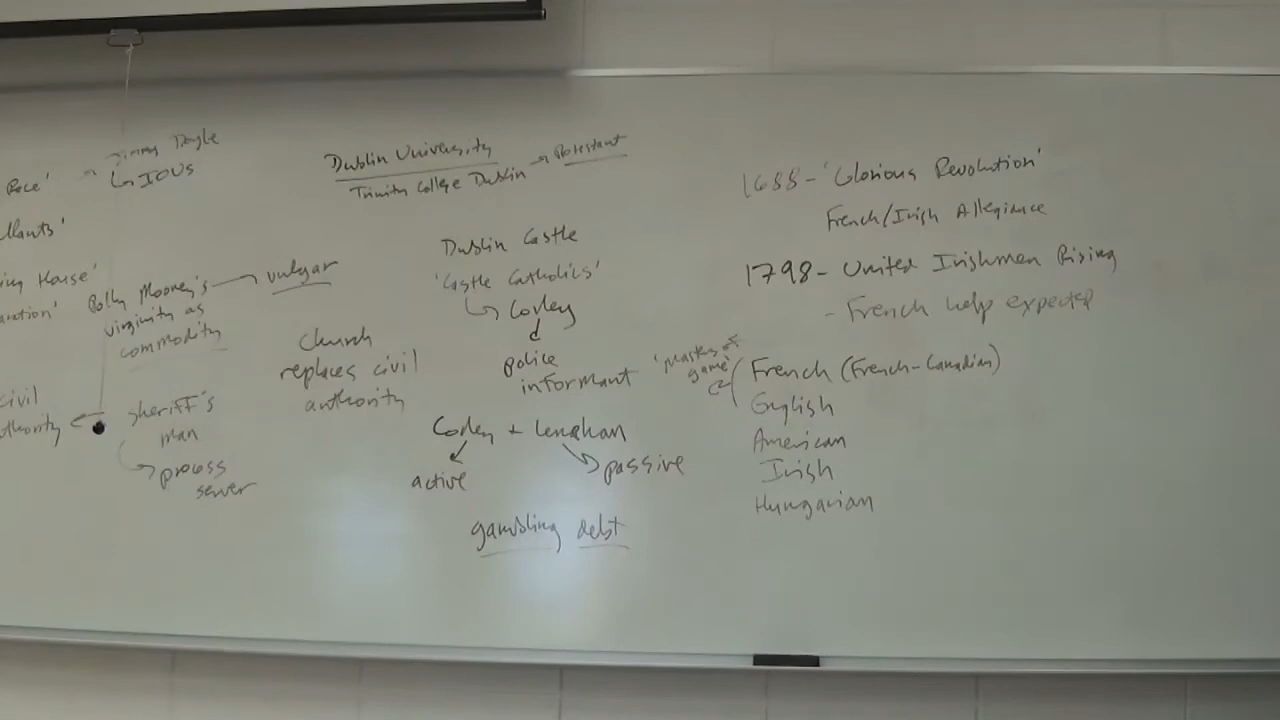 Race'
Jimmy Doyle
↳ IOUs
llants'
ing House'
aration'
Polly Mooney's — vulgar
virginity as
commodity
civil
thority ←
sheriff's
man
→ process
server
church
replaces civil
authority
Dublin University
Trinity College Dublin → Protestant
Dublin Castle
'Castle Catholics'
↳ Corley
↓
police
informant
Corley + Lenehan
active
passive
gambling debt
1688 - 'Glorious Revolution'
French/Irish Allegiance
1798 - United Irishmen Rising
- French help expected
'masters of
game'
French (French-Canadian)
English
American
Irish
Hungarian